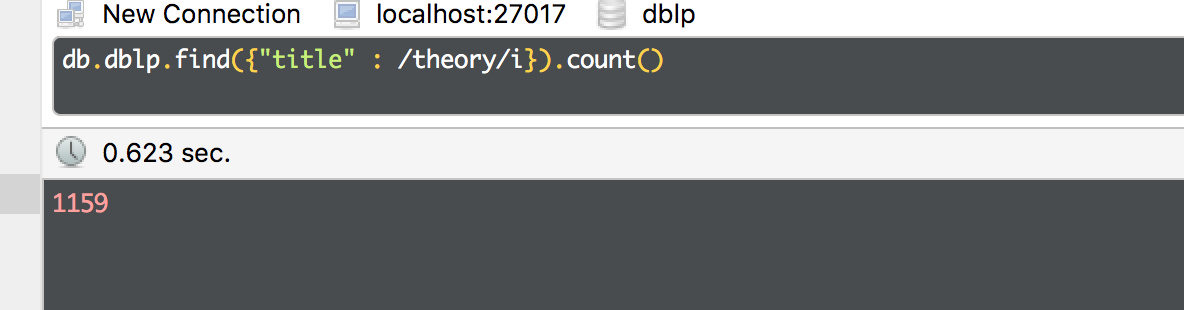 New Connection localhost:27017 dblp
db.dblp.find({"title" : /theory/i}).count()
0.623 sec.
1159